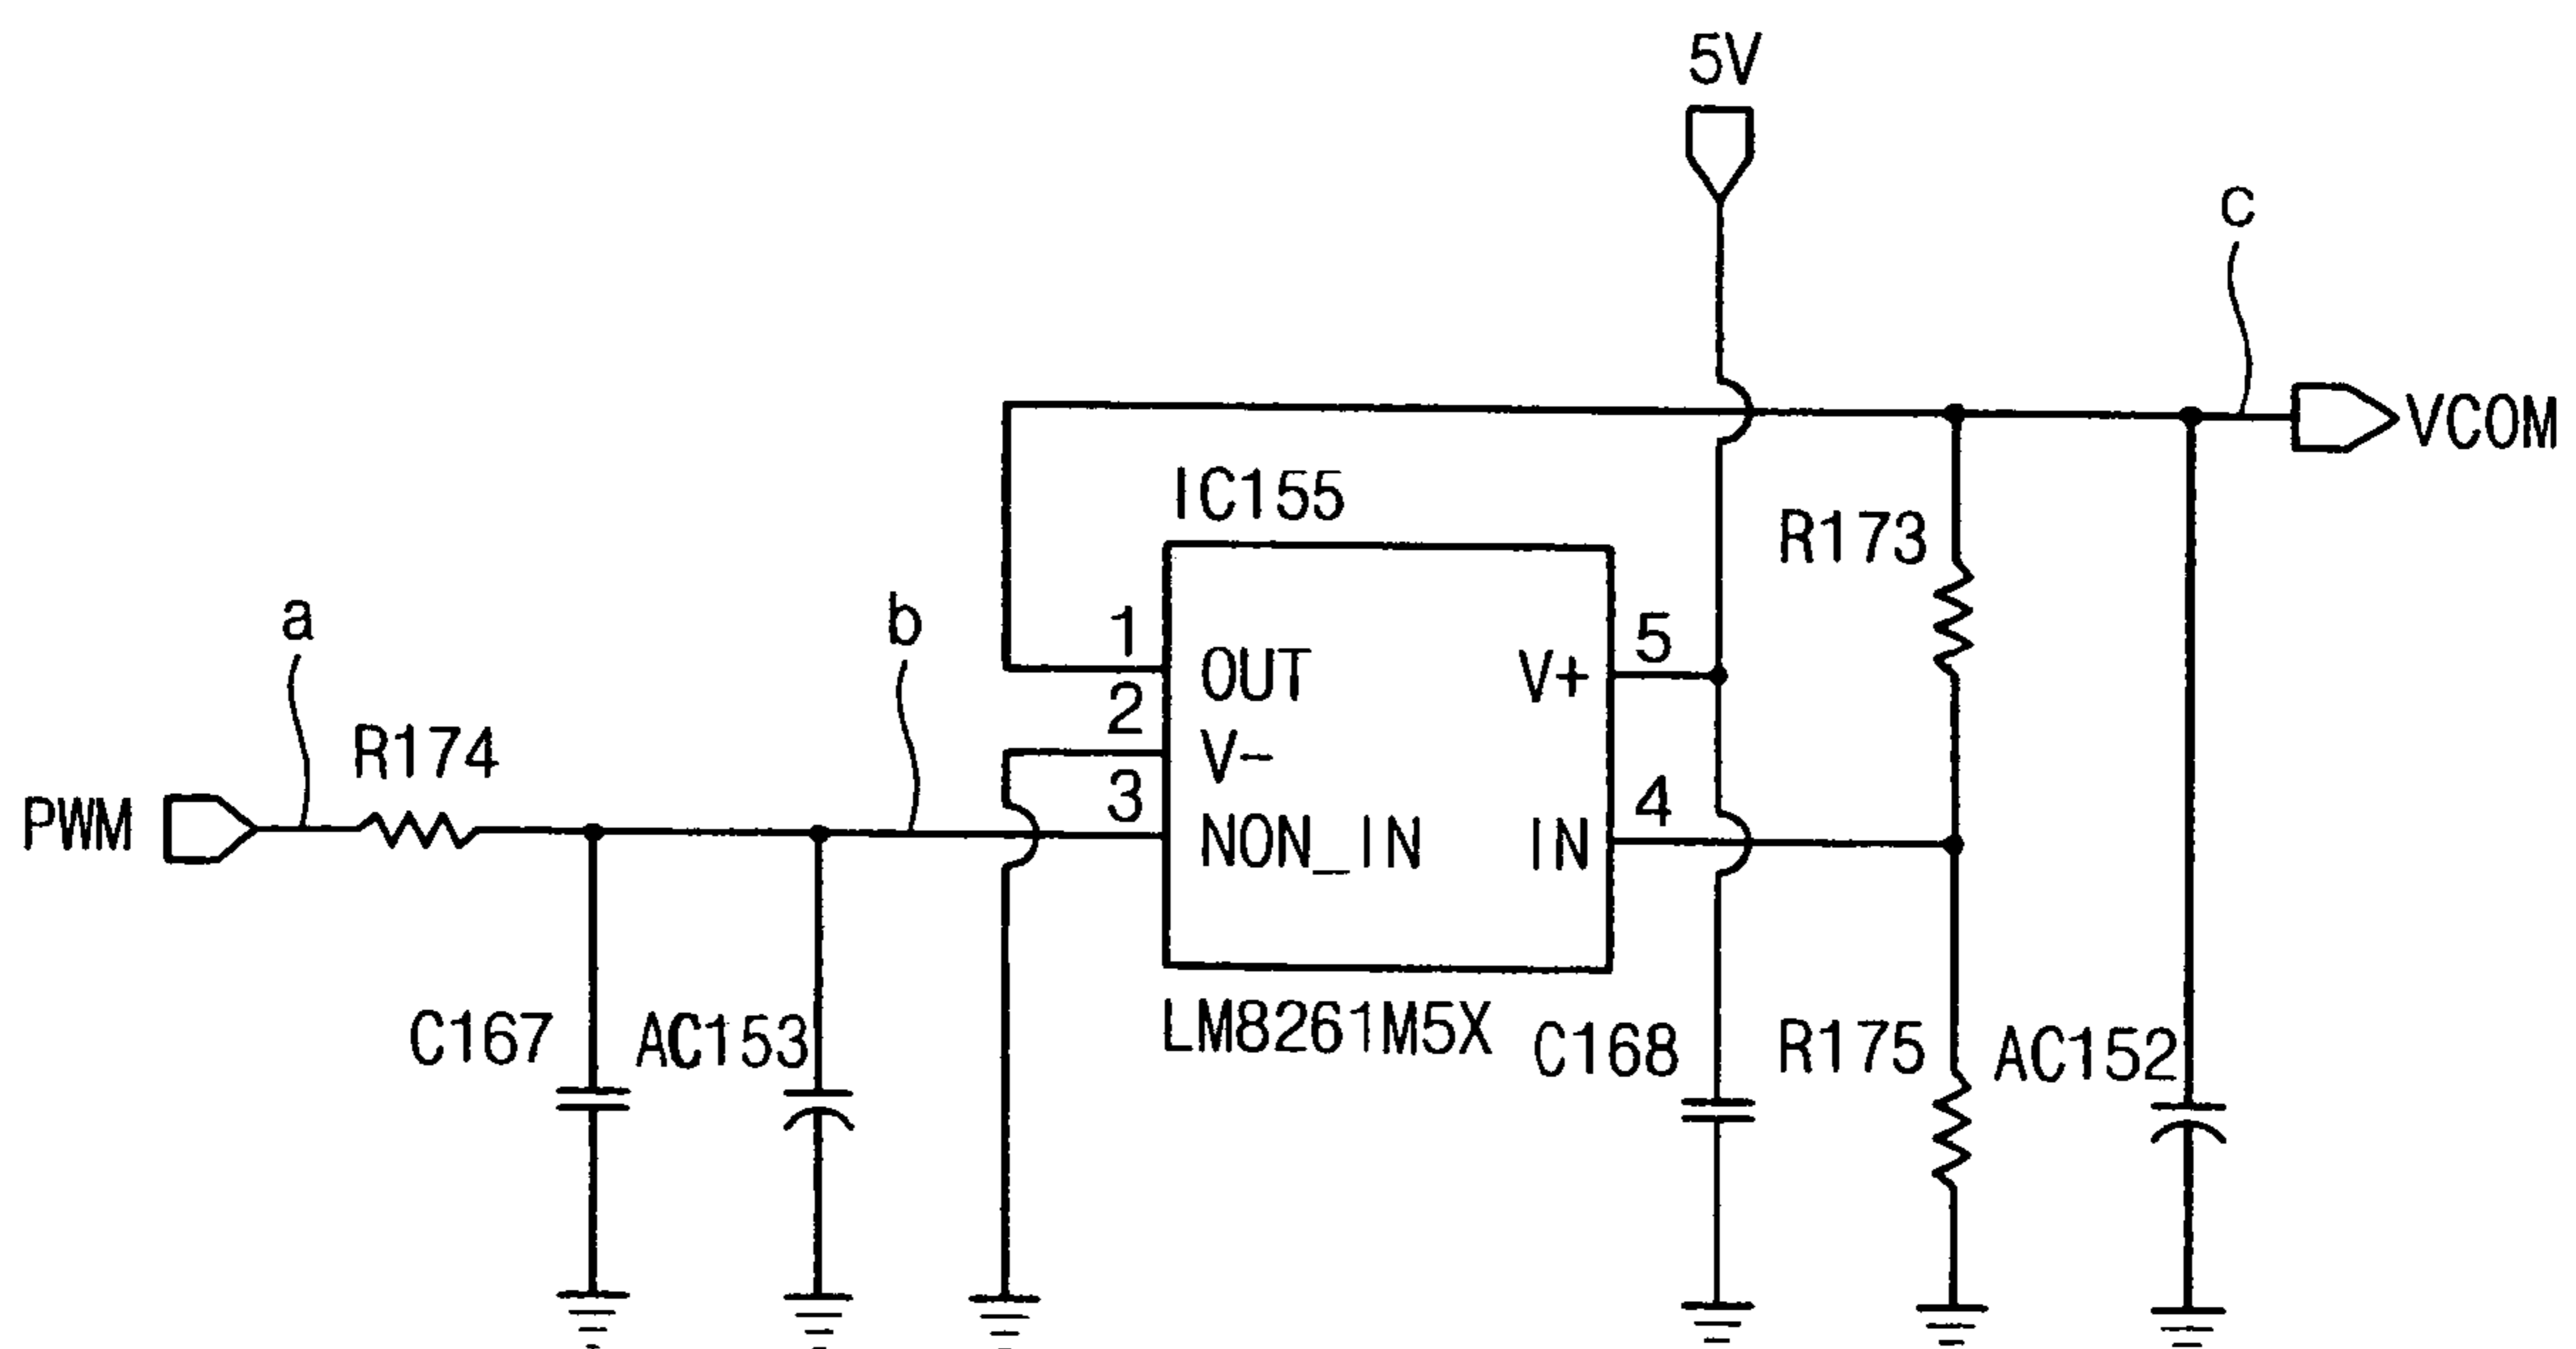 5V
c
VCOM
IC155
R173
a
b
1
OUT
V+
5
2
R174
V-
3
4
PWM
NON_IN
IN
LM8261M5X
C167
AC153
C168
R175
AC152